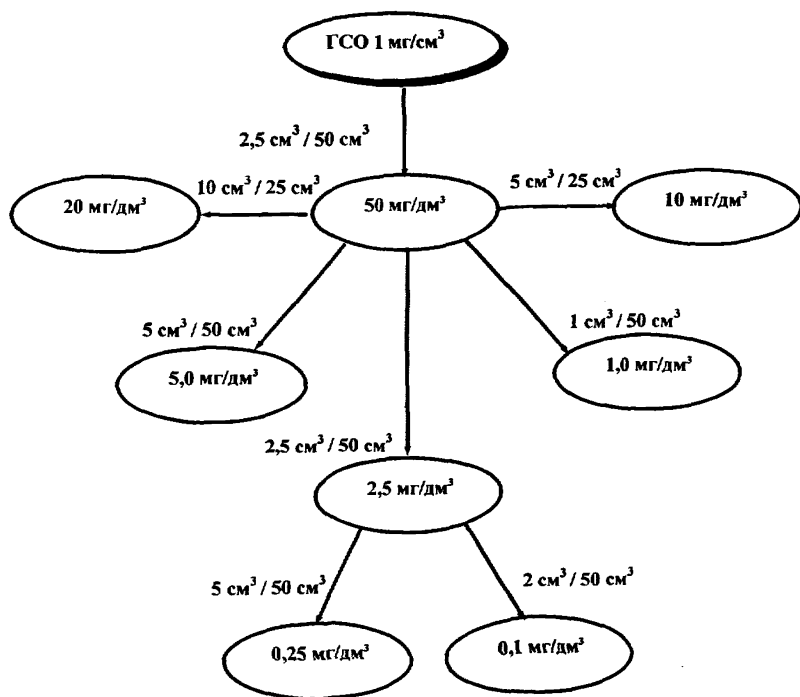 ГСО 1 мг/см³
2,5 см³ / 50 см³
10 см³ / 25 см³
5 см³ / 25 см³
20 мг/дм³
50 мг/дм³
10 мг/дм³
5 см³ / 50 см³
1 см³ / 50 см³
5,0 мг/дм³
1,0 мг/дм³
2,5 см³ / 50 см³
2,5 мг/дм³
5 см³ / 50 см³
2 см³ / 50 см³
0,25 мг/дм³
0,1 мг/дм³